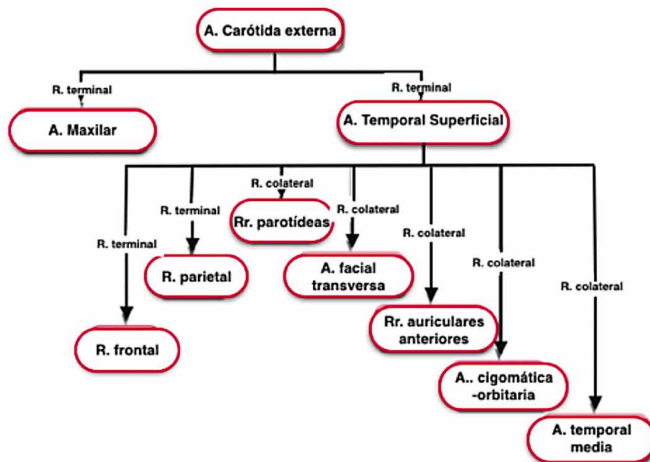 A. Carótida externa
R. terminal
R. terminal
A. Maxilar
A. Temporal Superficial
R. colateral
R. terminal
R. colateral
Rr. parotídeas
R. colateral
R. terminal
R. colateral
R. parietal
A. facial
transversa
R. colateral
Rr. auriculares
anteriores
R. frontal
A.. cigomática
-orbitaria
A. temporal
media